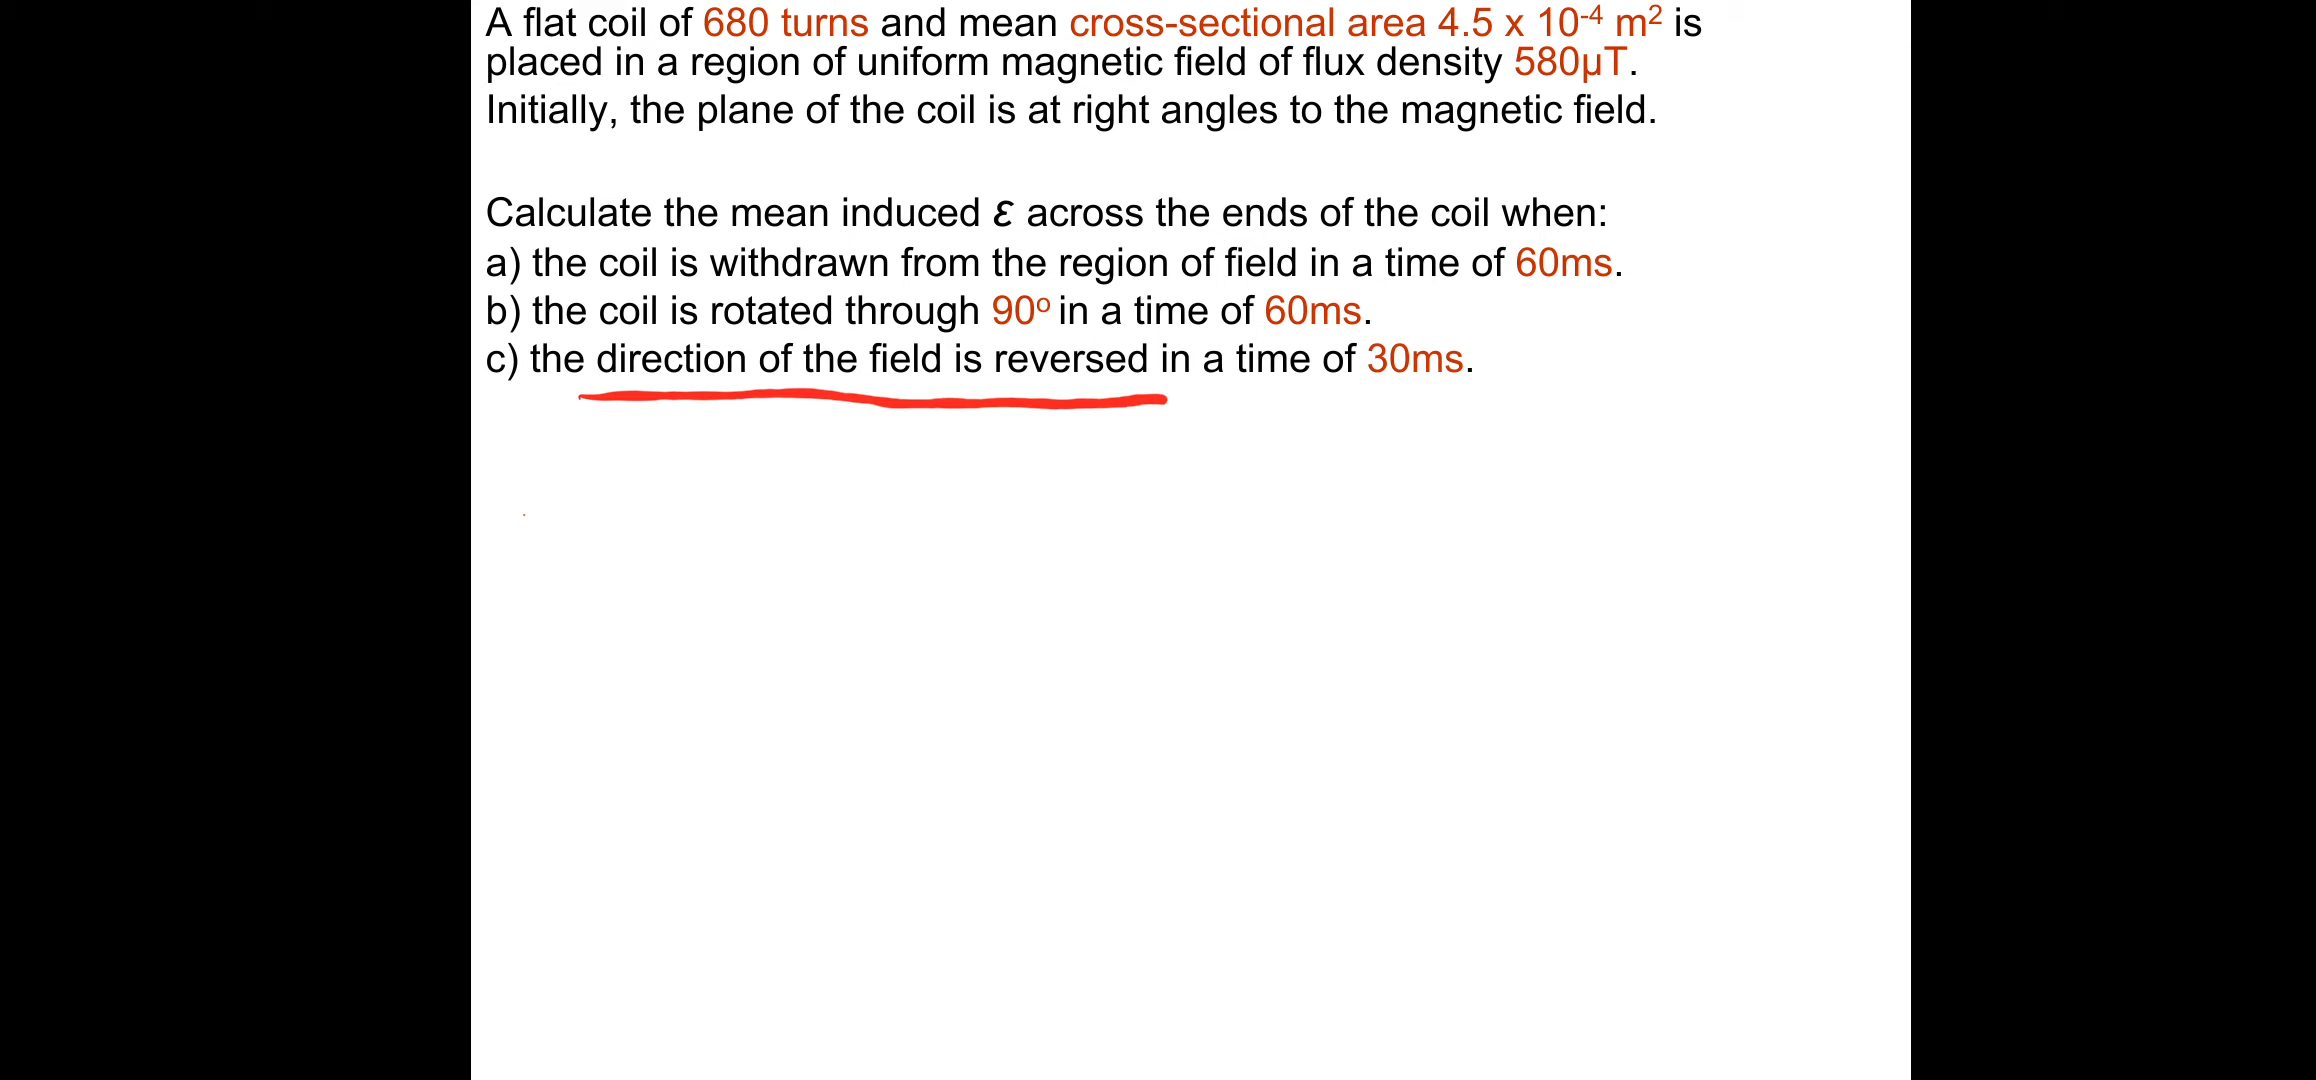 A flat coil of 680 turns and mean cross-sectional area 4.5 x 10⁻⁴ m² is
placed in a region of uniform magnetic field of flux density 580µT.
Initially, the plane of the coil is at right angles to the magnetic field.
Calculate the mean induced ε across the ends of the coil when:
a) the coil is withdrawn from the region of field in a time of 60ms.
b) the coil is rotated through 90º in a time of 60ms.
c) the direction of the field is reversed in a time of 30ms.